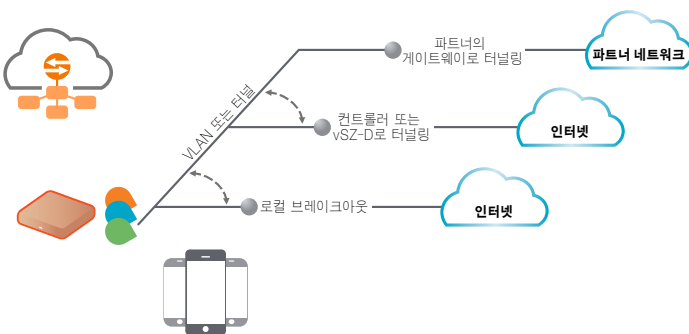 파트너의
게이트웨이로 터널링
파트너 네트워크
VLAN 또는 터널
컨트롤러 또는
vSZ-D로 터널링
인터넷
로컬 브레이크아웃
인터넷